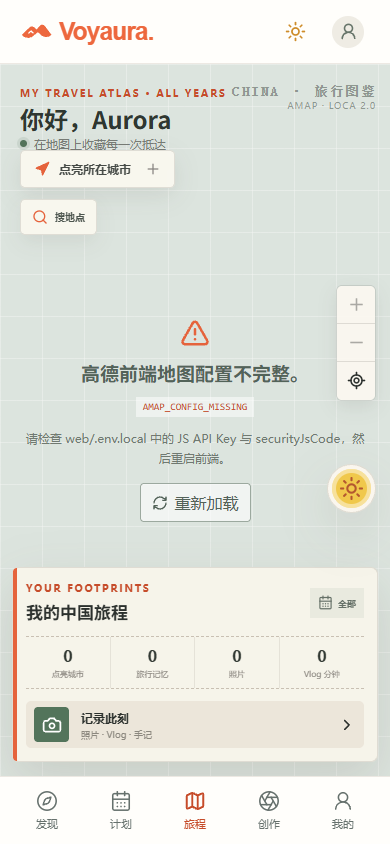 Voyaura.
MY TRAVEL ATLAS • ALL YEARS
CHINA · 旅行图鉴
AMAP · LOCA 2.0
你好，Aurora
在地图上收藏每一次抵达
点亮所在城市
搜地点
高德前端地图配置不完整。
AMAP_CONFIG_MISSING
请检查 web/.env.local 中的 JS API Key 与 securityJsCode，然
后重启前端。
重新加载
YOUR FOOTPRINTS
我的中国旅程
全部
0 0 0 0
点亮城市 旅行记忆 照片 Vlog 分钟
记录此刻
照片 · Vlog · 手记
发现 计划 旅程 创作 我的